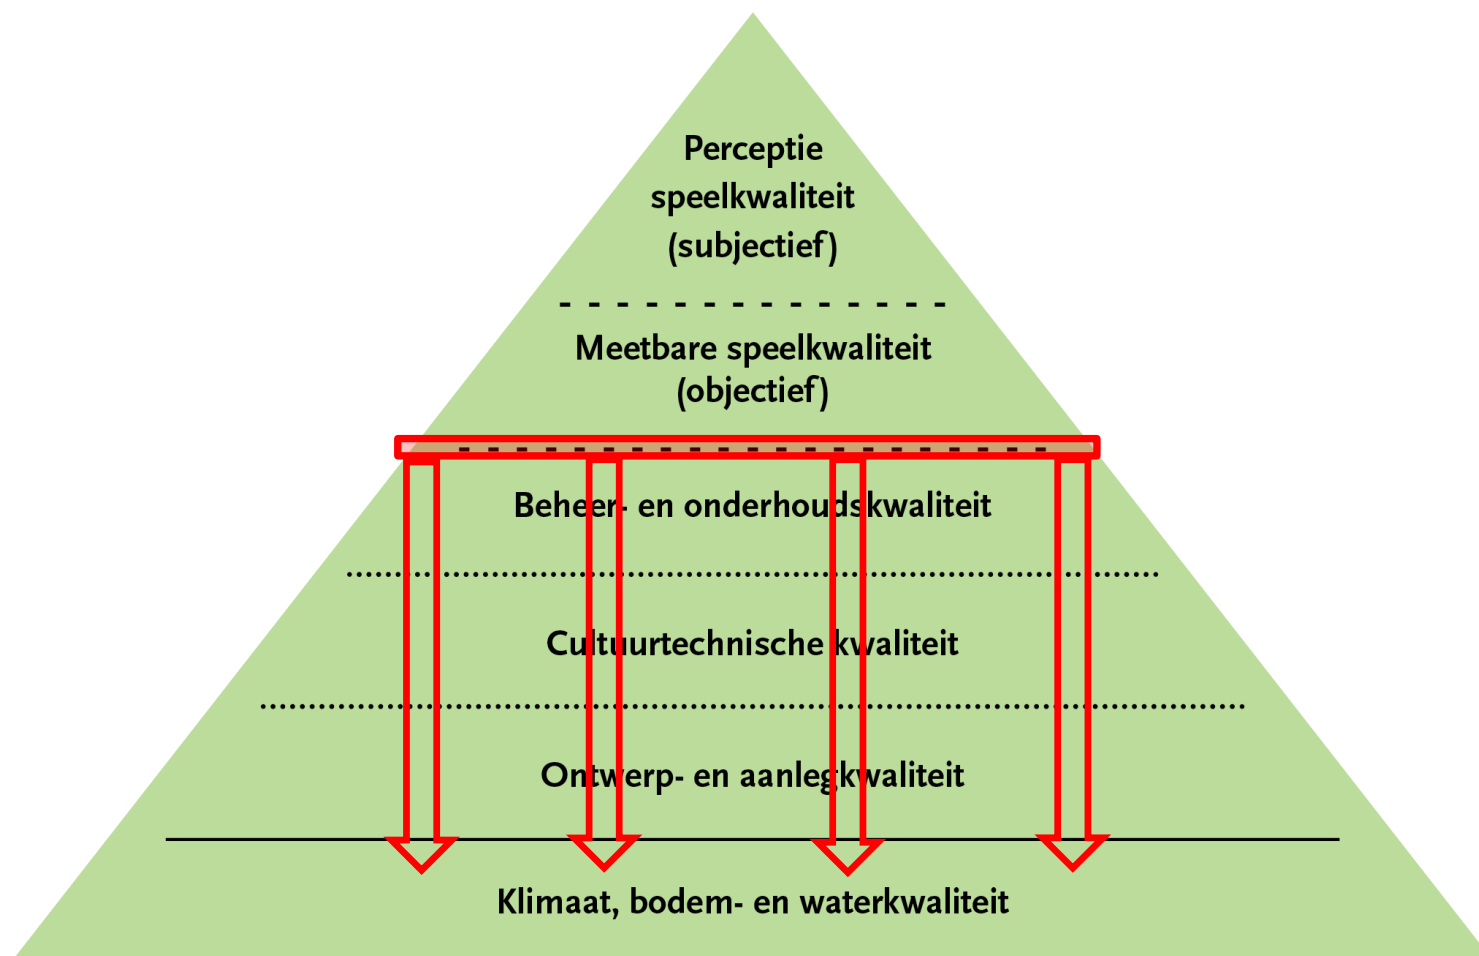 Perceptie
speelkwaliteit
(subjectief)
Meetbare speelkwaliteit
(objectief)
Beheer- en onderhoudskwaliteit
Cultuurtechnische kwaliteit
Ontwerp- en aanlegkwaliteit
Klimaat, bodem- en waterkwaliteit